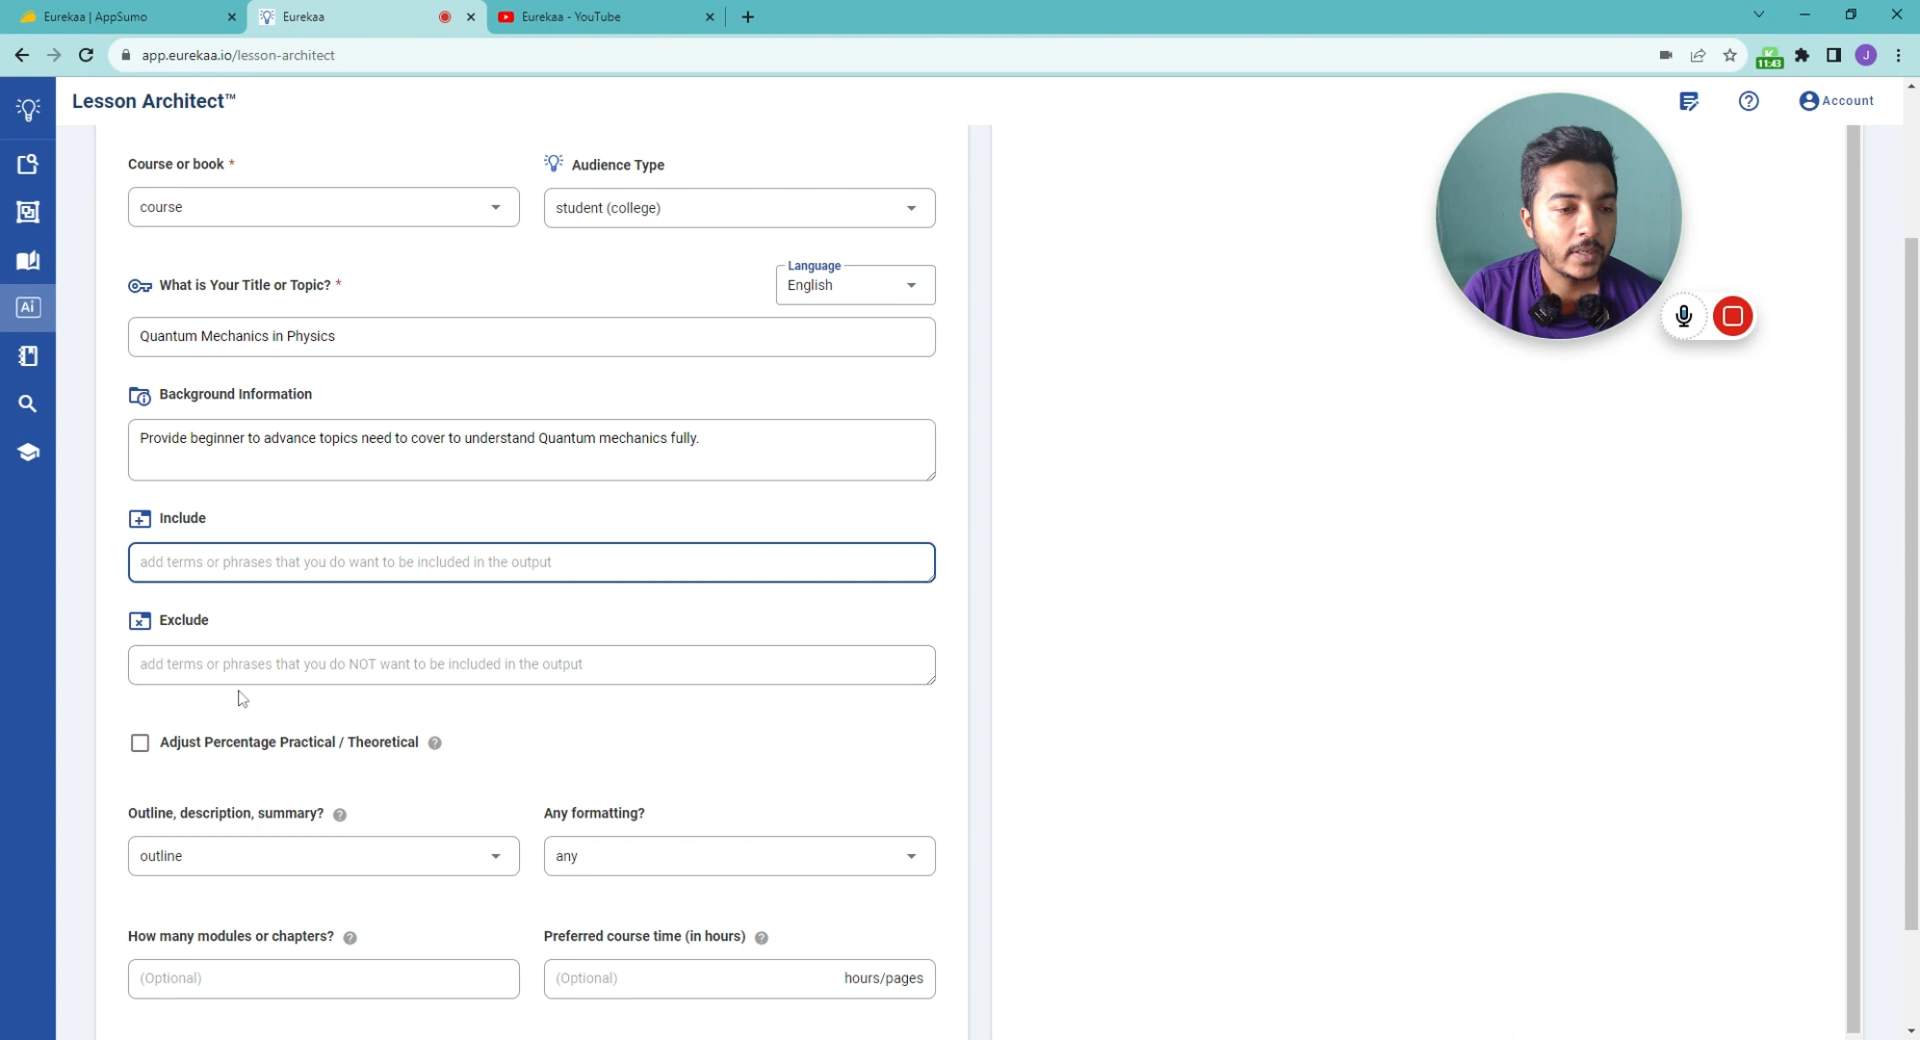 Eurekaa | AppSumo
Eurekaa
Eurekaa - YouTube
app.eurekaa.io/lesson-architect
11:43
J
Lesson Architect™
Account
Course or book *
Audience Type
course
student (college)
What is Your Title or Topic? *
Language
English
Quantum Mechanics in Physics
Background Information
Provide beginner to advance topics need to cover to understand Quantum mechanics fully.
Include
add terms or phrases that you do want to be included in the output
Ai
Exclude
add terms or phrases that you do NOT want to be included in the output
Adjust Percentage Practical / Theoretical
Outline, description, summary?
Any formatting?
outline
any
How many modules or chapters?
Preferred course time (in hours)
(Optional)
(Optional)
hours/pages